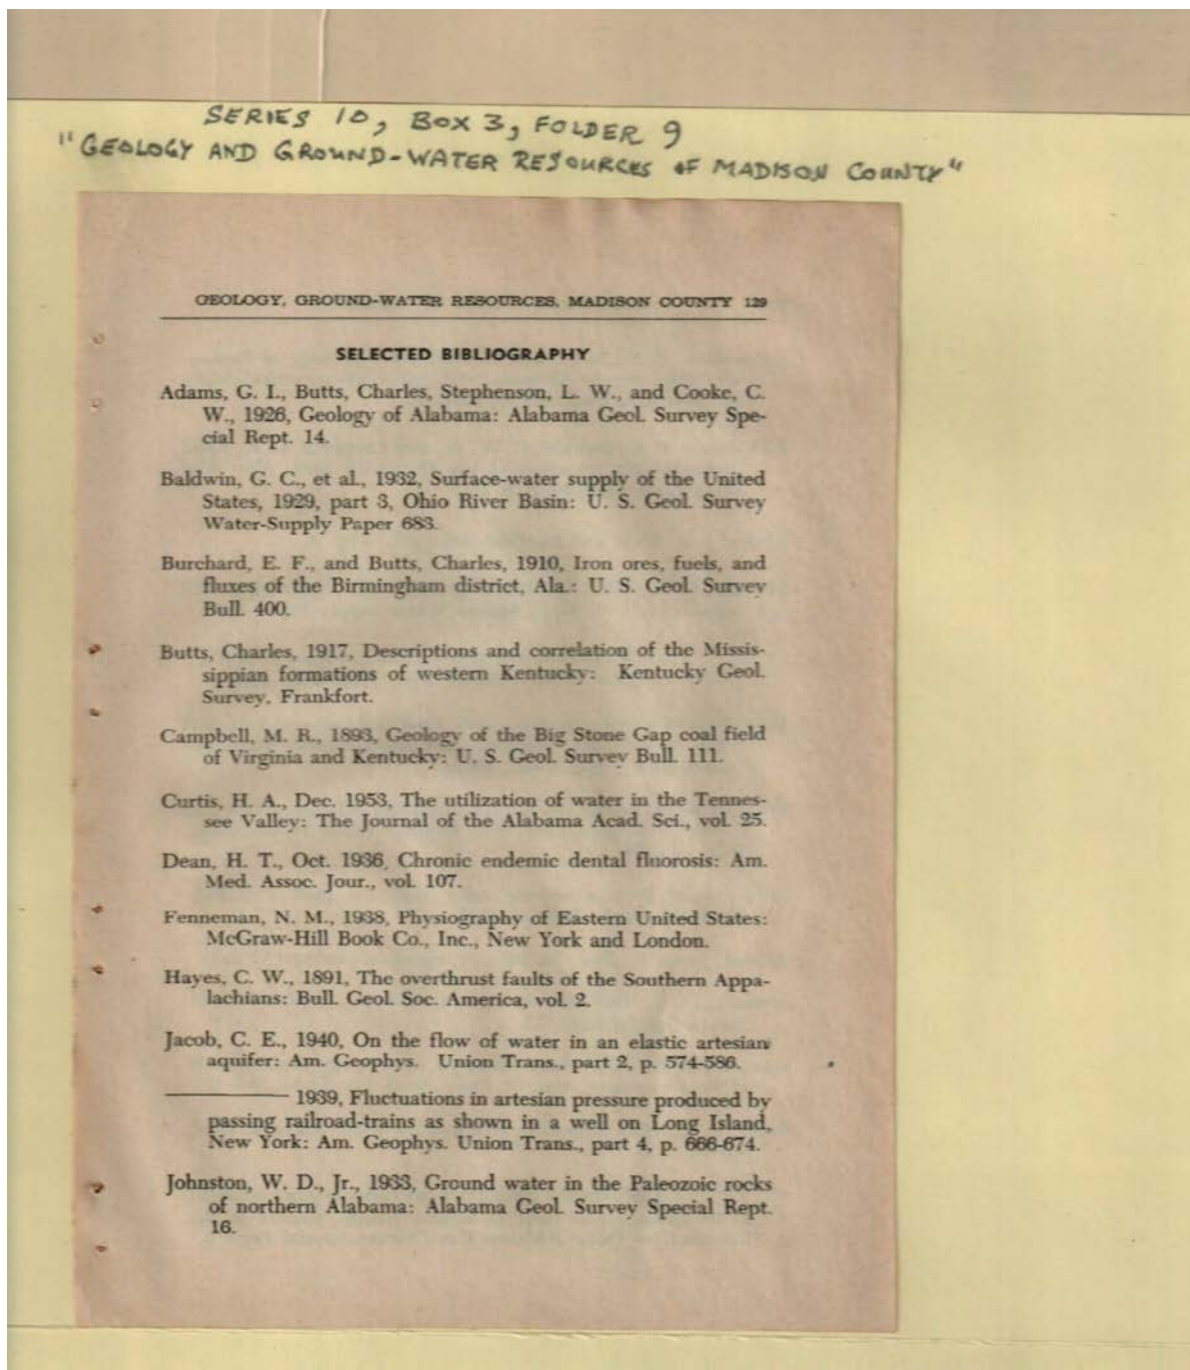 SERIES 10, BOX 3, FOLDER 9
"GEOLOGY AND GROUND-WATER RESOURCES OF MADISON COUNTY"
GEOLOGY, GROUND-WATER RESOURCES, MADISON COUNTY 129
SELECTED BIBLIOGRAPHY
Adams, G. I., Butts, Charles, Stephenson, L. W., and Cooke, C.
W., 1926, Geology of Alabama: Alabama Geol. Survey Spe-
cial Rept. 14.
Baldwin, G. C., et al., 1932, Surface-water supply of the United
States, 1929, part 3, Ohio River Basin: U. S. Geol. Survey
Water-Supply Paper 683.
Burchard, E. F., and Butts, Charles, 1910, Iron ores, fuels, and
fluxes of the Birmingham district, Ala.: U. S. Geol. Survey
Bull. 400.
Butts, Charles, 1917, Descriptions and correlation of the Missis-
sippian formations of western Kentucky: Kentucky Geol.
Survey, Frankfort.
Campbell, M. R., 1893, Geology of the Big Stone Gap coal field
of Virginia and Kentucky: U. S. Geol. Survey Bull. 111.
Curtis, H. A., Dec. 1953, The utilization of water in the Tennes-
see Valley: The Journal of the Alabama Acad. Sci., vol. 25.
Dean, H. T., Oct. 1936, Chronic endemic dental fluorosis: Am.
Med. Assoc. Jour., vol. 107.
Fenneman, N. M., 1938, Physiography of Eastern United States:
McGraw-Hill Book Co., Inc., New York and London.
Hayes, C. W., 1891, The overthrust faults of the Southern Appa-
lachians: Bull. Geol. Soc. America, vol. 2.
Jacob, C. E., 1940, On the flow of water in an elastic artesian
aquifer: Am. Geophys. Union Trans., part 2, p. 574-586.
——— 1939, Fluctuations in artesian pressure produced by
passing railroad-trains as shown in a well on Long Island,
New York: Am. Geophys. Union Trans., part 4, p. 666-674.
Johnston, W. D., Jr., 1933, Ground water in the Paleozoic rocks
of northern Alabama: Alabama Geol. Survey Special Rept.
16.